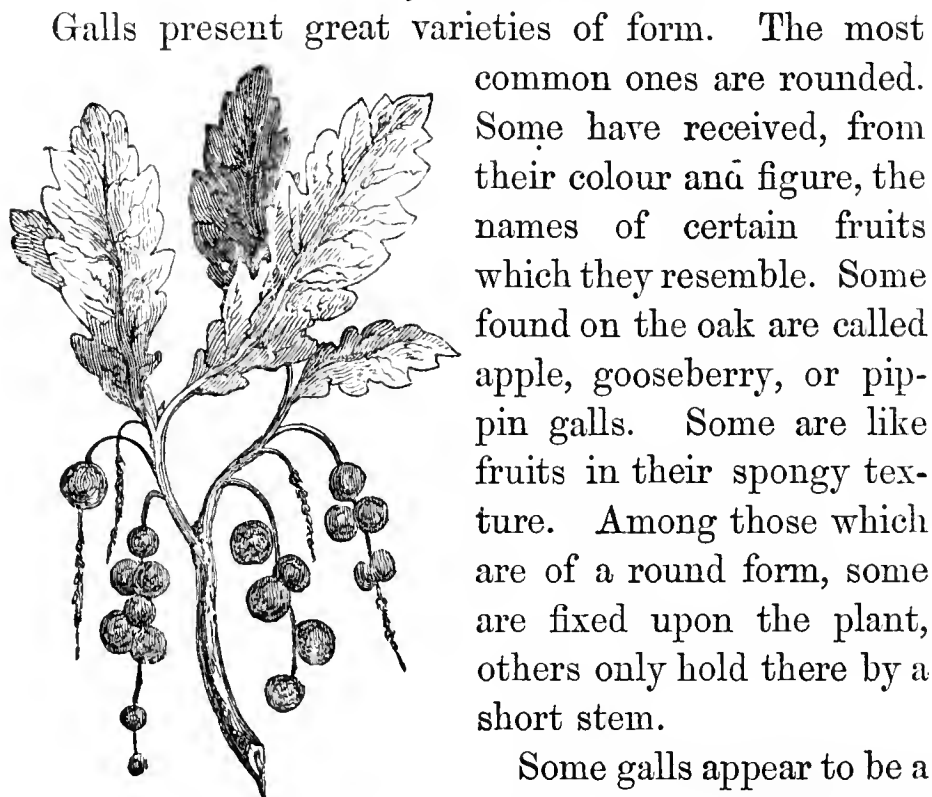 Galls present great varieties of form. The most
common ones are rounded.
Some have received, from
their colour and figure, the
names of certain fruits
which they resemble. Some
found on the oak are called
apple, gooseberry, or pip-
pin galls. Some are like
fruits in their spongy tex-
ture. Among those which
are of a round form, some
are fixed upon the plant,
others only hold there by a
short stem.
Some galls appear to be a